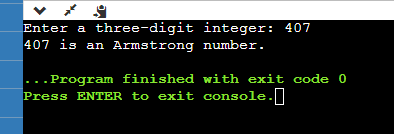 Enter a three-digit integer: 407
407 is an Armstrong number.
...Program finished with exit code 0
Press ENTER to exit console.